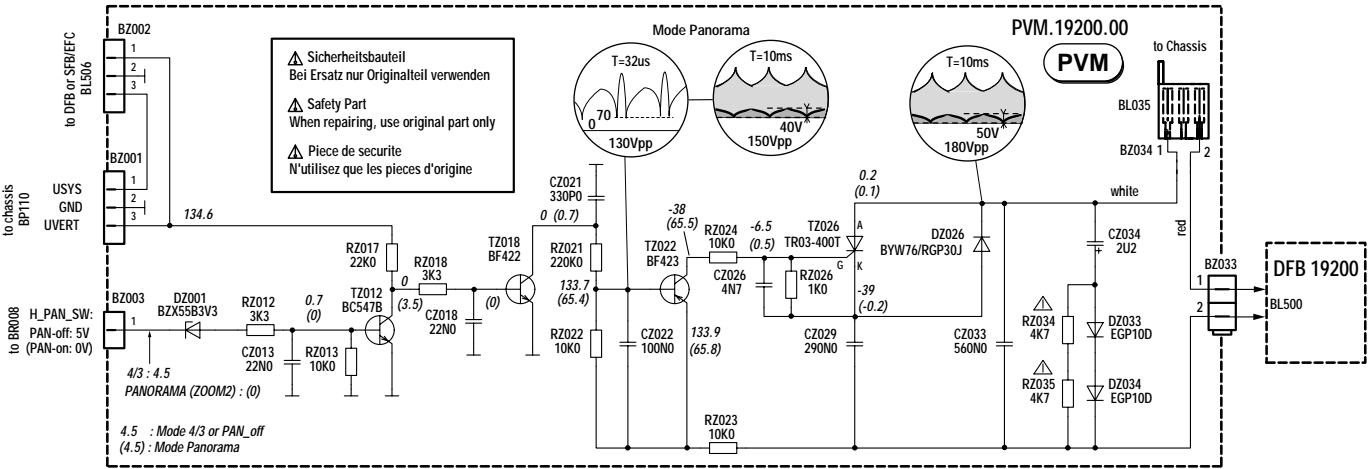 BZ002
1
2
3
to DFB or SFB/EFC
BL506
⚠ Sicherheitsbauteil
Bei Ersatz nur Originalteil verwenden
⚠ Safety Part
When repairing, use original part only
⚠ Piece de securite
N'utilisez que les pieces d'origine
Mode Panorama
T=32us
70
0
130Vpp
T=10ms
40V
150Vpp
T=10ms
50V
180Vpp
PVM.19200.00
PVM
to Chassis
BL035
BZ034 1
2
white
red
BZ001
USYS
1
GND
2
UVERT
3
to chassis
BP110
134.6
RZ017
22K0
TZ012
BC547B
RZ018
3K3
0
(3.5)
(0)
CZ018
22N0
TZ018
BF422
0 (0.7)
CZ021
330P0
RZ021
220K0
133.7
(65.4)
RZ022
10K0
CZ022
100N0
TZ022
BF423
-38
(65.5)
133.9
(65.8)
RZ024
10K0
-6.5
(0.5)
CZ026
4N7
RZ026
1K0
0.2
(0.1)
TZ026
TR03-400T
A
G
K
-39
(-0.2)
DZ026
BYW76/RGP30J
CZ029
290N0
CZ033
560N0
RZ023
10K0
CZ034
2U2
+
⚠
RZ034
4K7
⚠
RZ035
4K7
DZ033
EGP10D
DZ034
EGP10D
BZ033
1
2
DFB 19200
BL500
BZ003
1
H_PAN_SW:
PAN-off: 5V
(PAN-on: 0V)
to BR008
DZ001
BZX55B3V3
RZ012
3K3
0.7
(0)
CZ013
22N0
RZ013
10K0
4/3 : 4.5
PANORAMA (ZOOM2) : (0)
4.5 : Mode 4/3 or PAN_off
(4.5) : Mode Panorama